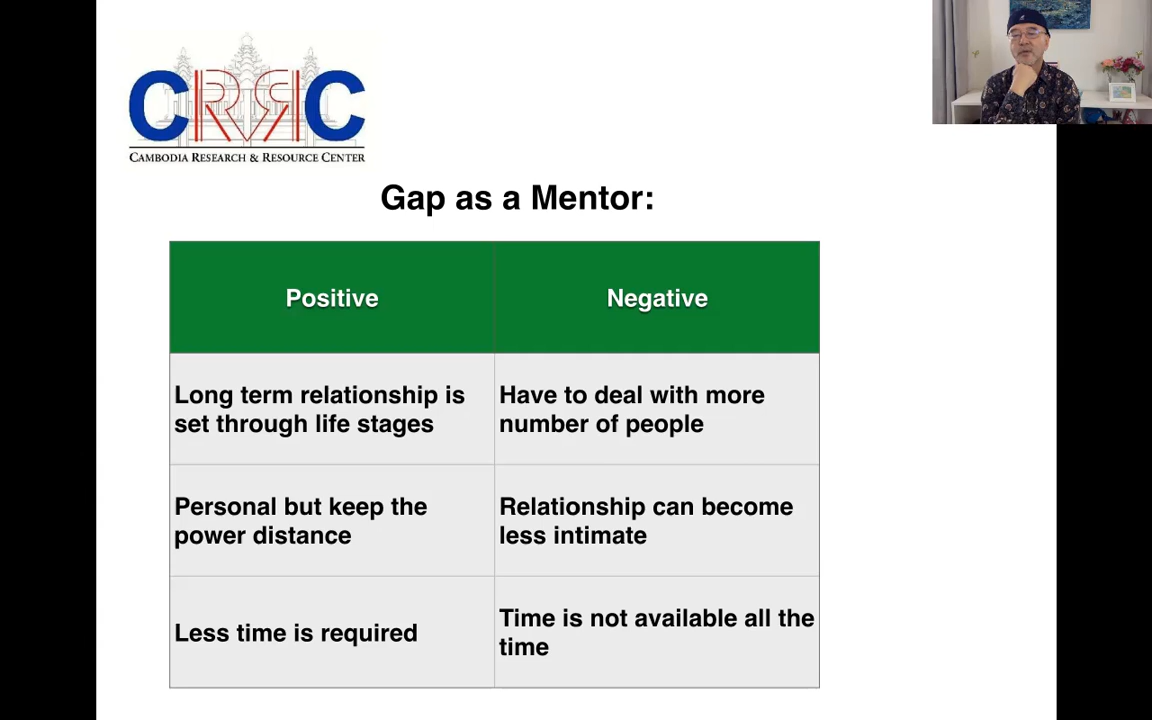 CRRC
CAMBODIA RESEARCH & RESOURCE CENTER
Gap as a Mentor:
Positive
Negative
Long term relationship is
set through life stages
Have to deal with more
number of people
Personal but keep the
power distance
Relationship can become
less intimate
Less time is required
Time is not available all the
time